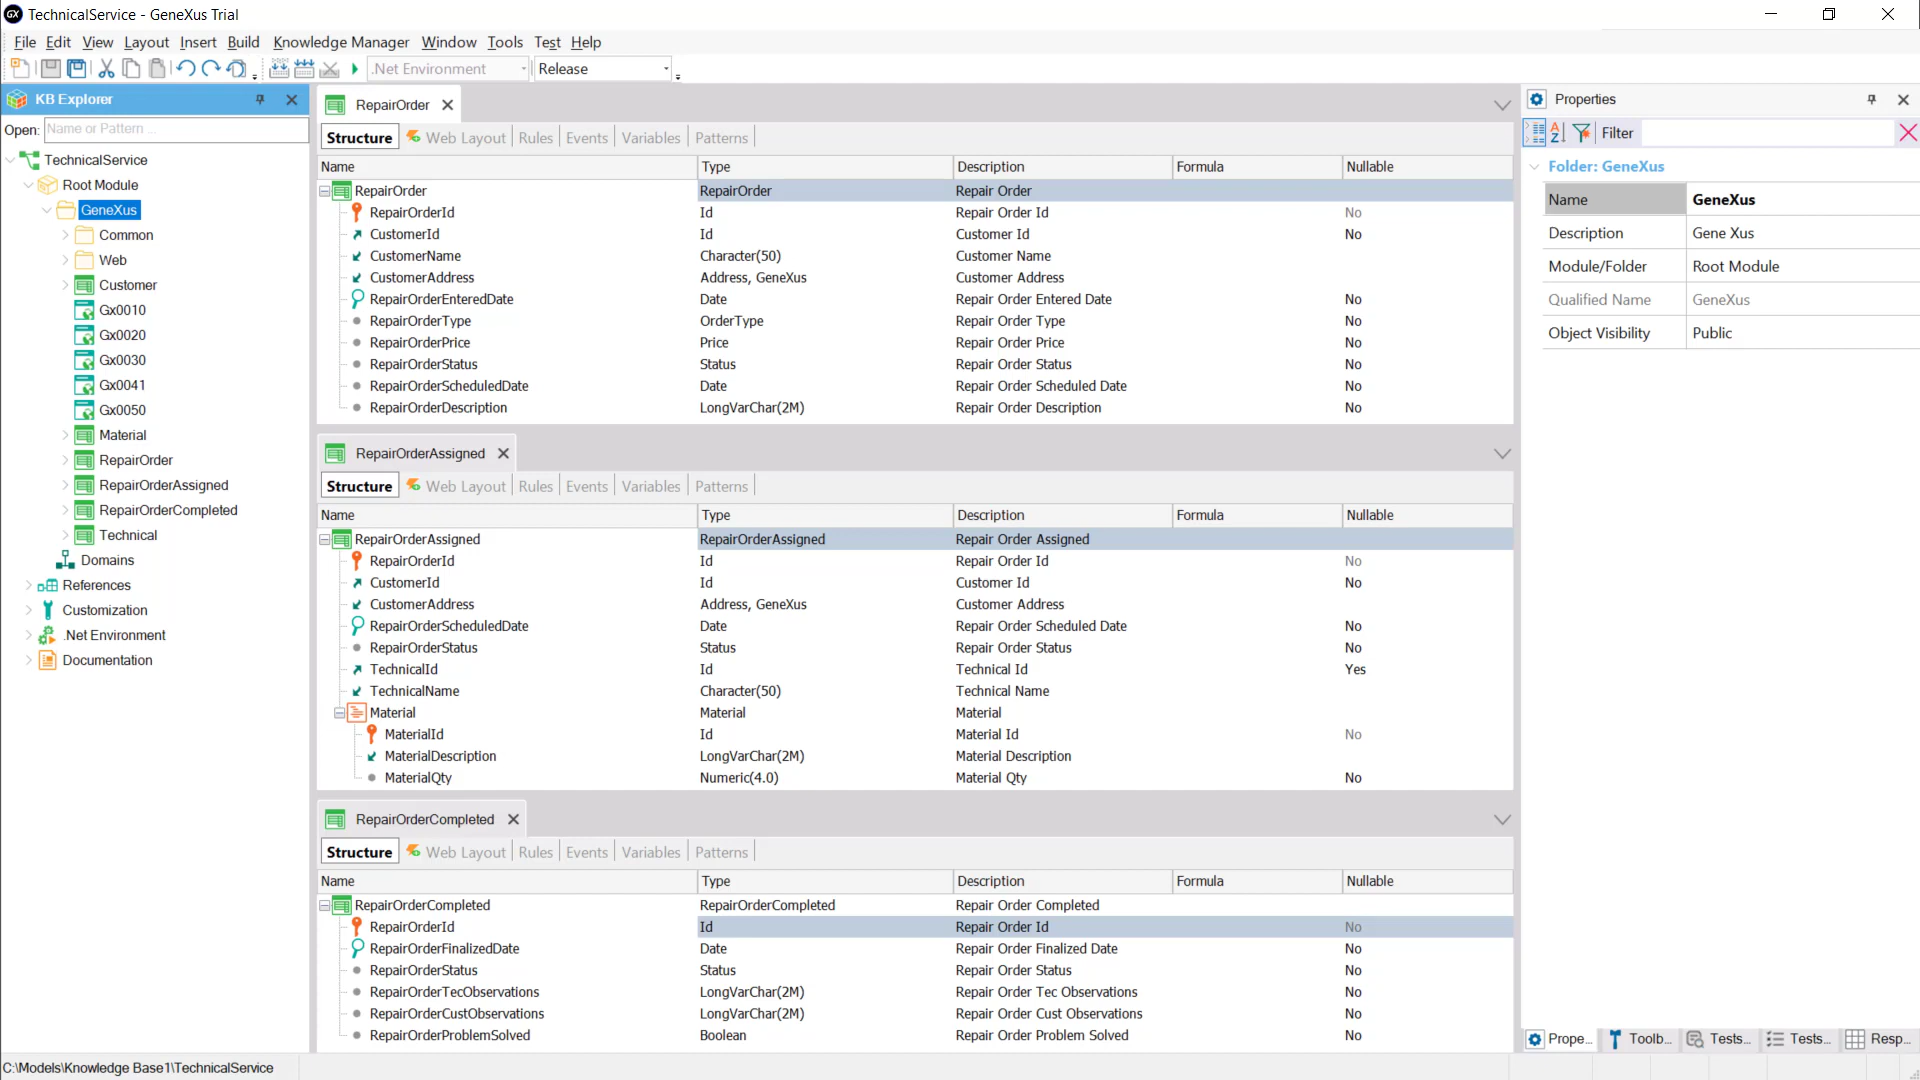 TechnicalService - GeneXus Trial
File Edit View Layout Insert Build Knowledge Manager Window Tools Test Help
.Net Environment Release
KB Explorer
Open: Name or Pattern ...
TechnicalService
Root Module
GeneXus
Common
Web
Customer
Gx0010
Gx0020
Gx0030
Gx0041
Gx0050
Material
RepairOrder
RepairOrderAssigned
RepairOrderCompleted
Technical
Domains
References
Customization
.Net Environment
Documentation
RepairOrder
Structure Web Layout Rules Events Variables Patterns
Name Type Description Formula Nullable
RepairOrder RepairOrder Repair Order
RepairOrderId Id Repair Order Id No
CustomerId Id Customer Id No
CustomerName Character(50) Customer Name
CustomerAddress Address, GeneXus Customer Address
RepairOrderEnteredDate Date Repair Order Entered Date No
RepairOrderType OrderType Repair Order Type No
RepairOrderPrice Price Repair Order Price No
RepairOrderStatus Status Repair Order Status No
RepairOrderScheduledDate Date Repair Order Scheduled Date No
RepairOrderDescription LongVarChar(2M) Repair Order Description No
RepairOrderAssigned
Structure Web Layout Rules Events Variables Patterns
Name Type Description Formula Nullable
RepairOrderAssigned RepairOrderAssigned Repair Order Assigned
RepairOrderId Id Repair Order Id No
CustomerId Id Customer Id No
CustomerAddress Address, GeneXus Customer Address
RepairOrderScheduledDate Date Repair Order Scheduled Date No
RepairOrderStatus Status Repair Order Status No
TechnicalId Id Technical Id Yes
TechnicalName Character(50) Technical Name
Material Material Material
MaterialId Id Material Id No
MaterialDescription LongVarChar(2M) Material Description
MaterialQty Numeric(4.0) Material Qty No
RepairOrderCompleted
Structure Web Layout Rules Events Variables Patterns
Name Type Description Formula Nullable
RepairOrderCompleted RepairOrderCompleted Repair Order Completed
RepairOrderId Id Repair Order Id No
RepairOrderFinalizedDate Date Repair Order Finalized Date No
RepairOrderStatus Status Repair Order Status No
RepairOrderTecObservations LongVarChar(2M) Repair Order Tec Observations No
RepairOrderCustObservations LongVarChar(2M) Repair Order Cust Observations No
RepairOrderProblemSolved Boolean Repair Order Problem Solved No
Properties
Filter
Folder: GeneXus
Name GeneXus
Description Gene Xus
Module/Folder Root Module
Qualified Name GeneXus
Object Visibility Public
Prope... Toolb... Tests... Tests... Resp...
C:\Models\Knowledge Base1\TechnicalService